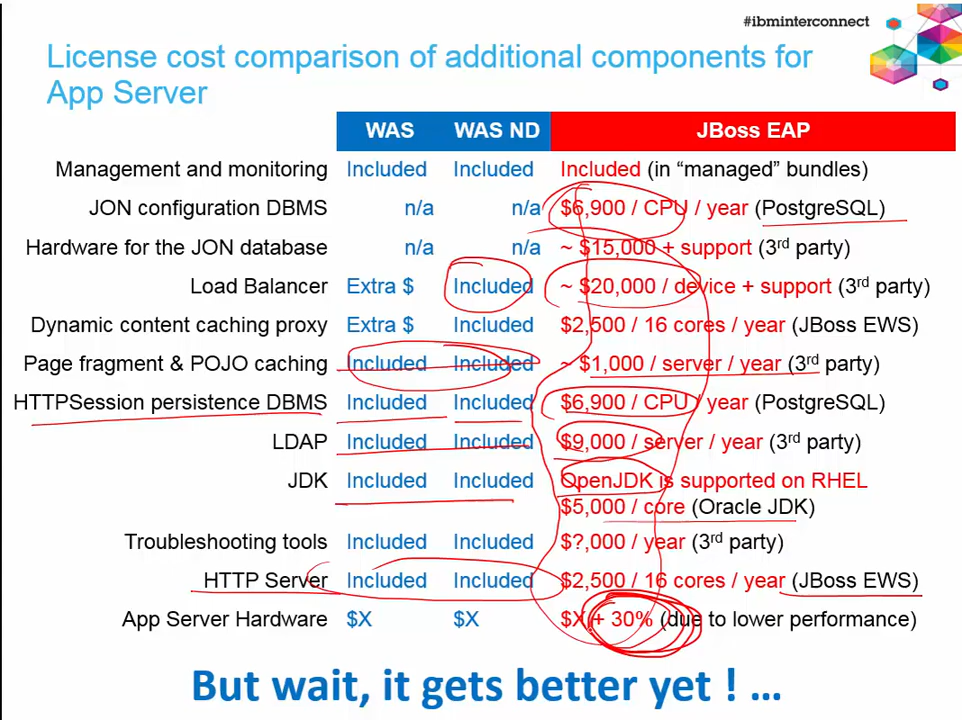 #ibminterconnect
License cost comparison of additional components for
App Server
WAS WAS ND JBoss EAP
Management and monitoring Included Included Included (in “managed” bundles)
JON configuration DBMS n/a n/a $6,900 / CPU / year (PostgreSQL)
Hardware for the JON database n/a n/a ~ $15,000 + support (3rd party)
Load Balancer Extra $ Included ~ $20,000 / device + support (3rd party)
Dynamic content caching proxy Extra $ Included $2,500 / 16 cores / year (JBoss EWS)
Page fragment & POJO caching Included Included ~ $1,000 / server / year (3rd party)
HTTPSession persistence DBMS Included Included $6,900 / CPU / year (PostgreSQL)
LDAP Included Included $9,000 / server / year (3rd party)
JDK Included Included OpenJDK is supported on RHEL
$5,000 / core (Oracle JDK)
Troubleshooting tools Included Included $?,000 / year (3rd party)
HTTP Server Included Included $2,500 / 16 cores / year (JBoss EWS)
App Server Hardware $X $X $X + 30% (due to lower performance)
But wait, it gets better yet ! ...